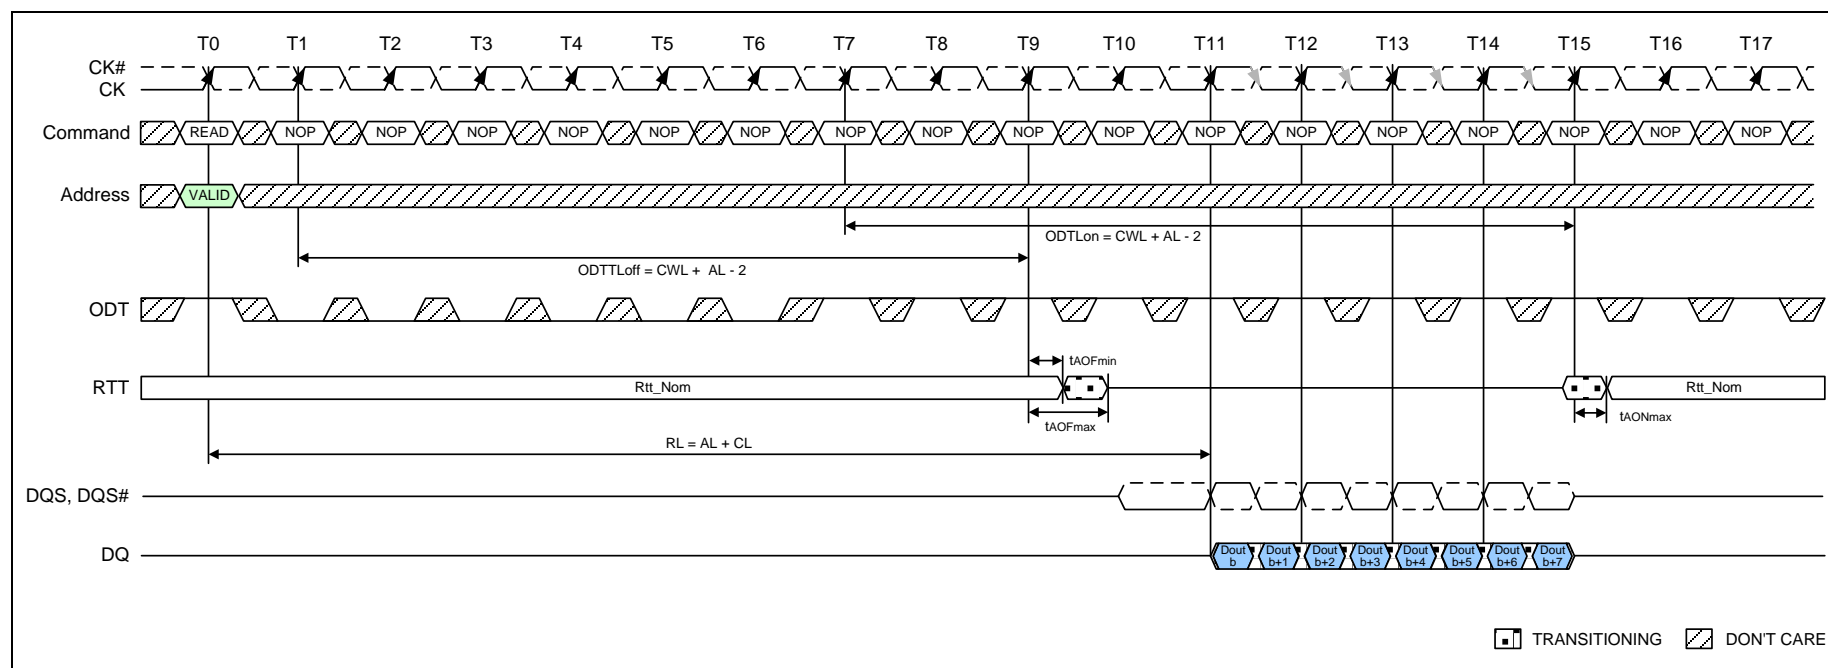 T0 T1 T2 T3 T4 T5 T6 T7 T8 T9 T10 T11 T12 T13 T14 T15 T16 T17
CK#
CK
Command READ NOP NOP NOP NOP NOP NOP NOP NOP NOP NOP NOP NOP NOP NOP NOP NOP NOP
Address VALID
ODTLon = CWL + AL - 2
ODTTLoff = CWL + AL - 2
ODT
tAOFmin
RTT Rtt_Nom Rtt_Nom
tAOFmax tAONmax
RL = AL + CL
DQS, DQS#
DQ Dout b Dout b+1 Dout b+2 Dout b+3 Dout b+4 Dout b+5 Dout b+6 Dout b+7
TRANSITIONING DON'T CARE